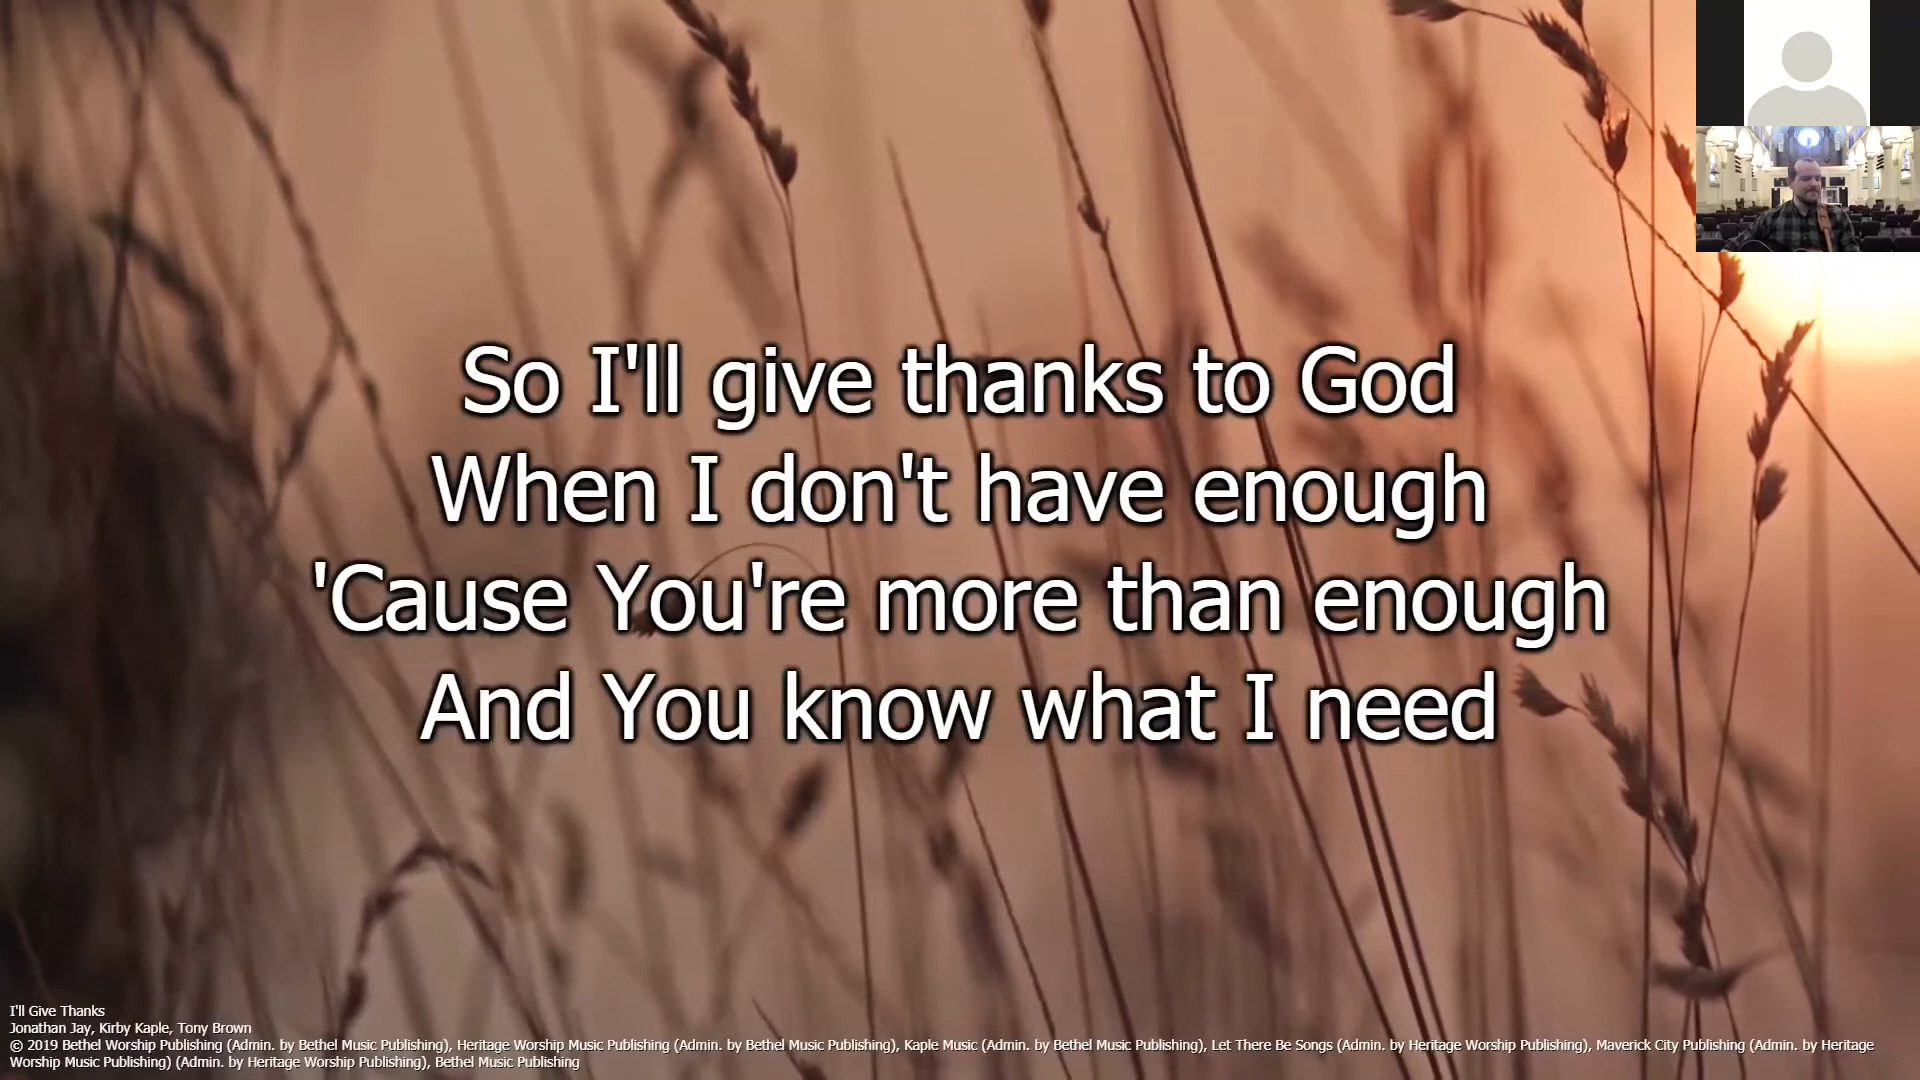 So I'll give thanks to God
When I don't have enough
'Cause You're more than enough
And You know what I need
I'll Give Thanks
Jonathan Jay, Kirby Kaple, Tony Brown
© 2019 Bethel Worship Publishing (Admin. by Bethel Music Publishing), Heritage Worship Music Publishing (Admin. by Bethel Music Publishing), Kaple Music (Admin. by Bethel Music Publishing), Let There Be Songs (Admin. by Heritage Worship Publishing), Maverick City Publishing (Admin. by Heritage
Worship Music Publishing) (Admin. by Heritage Worship Publishing), Bethel Music Publishing